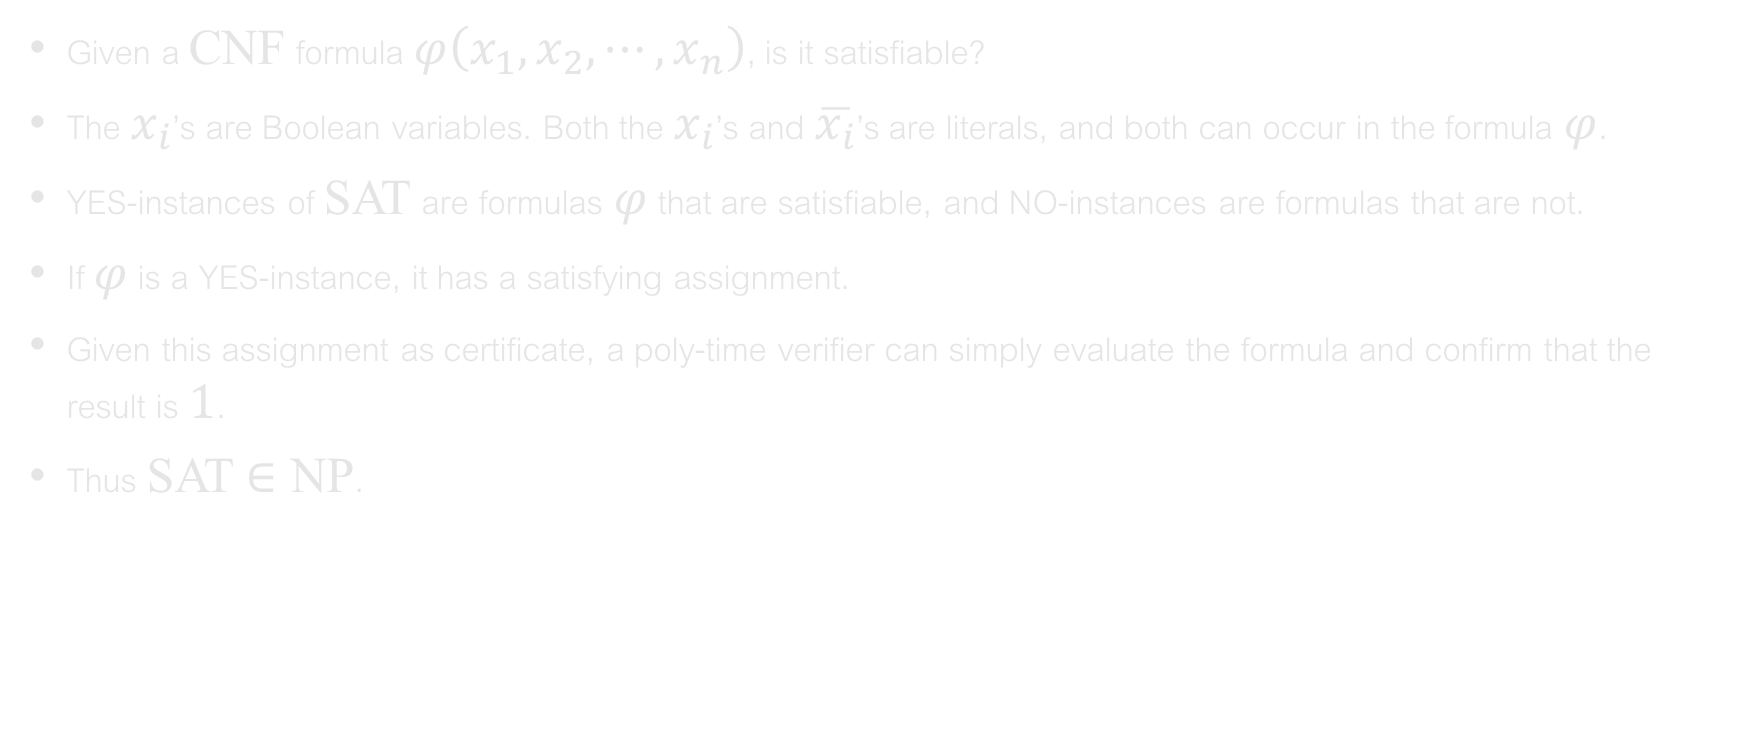 • Given a CNF formula φ(x₁, x₂, ⋯ , xₙ), is it satisfiable?
• The xᵢ's are Boolean variables. Both the xᵢ's and x̅ᵢ's are literals, and both can occur in the formula φ.
• YES-instances of SAT are formulas φ that are satisfiable, and NO-instances are formulas that are not.
• If φ is a YES-instance, it has a satisfying assignment.
• Given this assignment as certificate, a poly-time verifier can simply evaluate the formula and confirm that the
result is 1.
• Thus SAT ∈ NP.